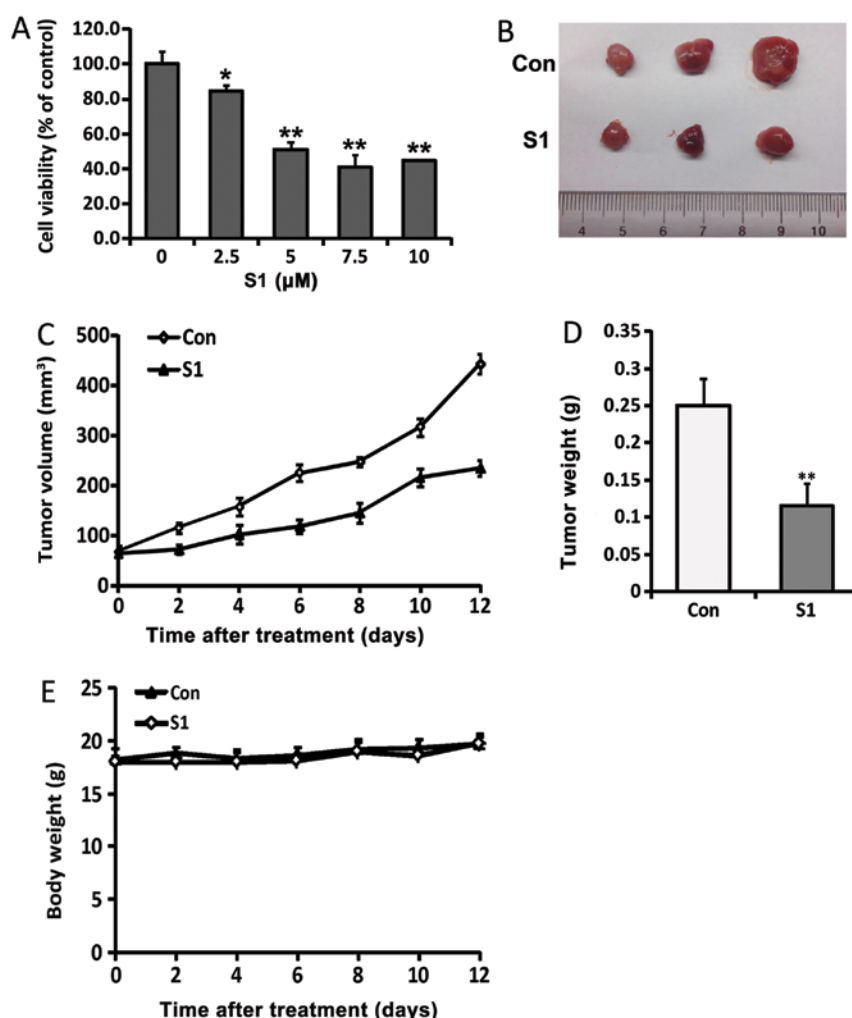 A
Cell viability (% of control)
120.0
100.0
80.0
60.0
40.0
20.0
0.0
*
**
**
**
0 2.5 5 7.5 10
S1 (μM)
B
Con
S1
4 5 6 7 8 9 10
C
Con
S1
Tumor volume (mm³)
500
400
300
200
100
0
0 2 4 6 8 10 12
Time after treatment (days)
D
Tumor weight (g)
0.35
0.3
0.25
0.2
0.15
0.1
0.05
0
**
Con S1
E
Con
S1
Body weight (g)
25
20
15
10
5
0
0 2 4 6 8 10 12
Time after treatment (days)